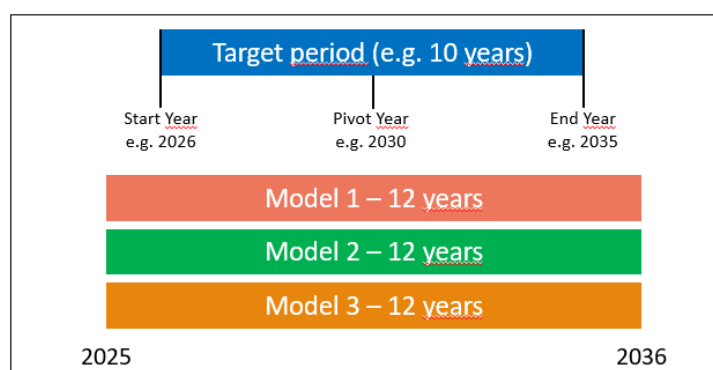 Target period (e.g. 10 years)
Start Year Pivot Year End Year
e.g. 2026 e.g. 2030 e.g. 2035
Model 1 – 12 years
Model 2 – 12 years
Model 3 – 12 years
2025 2036